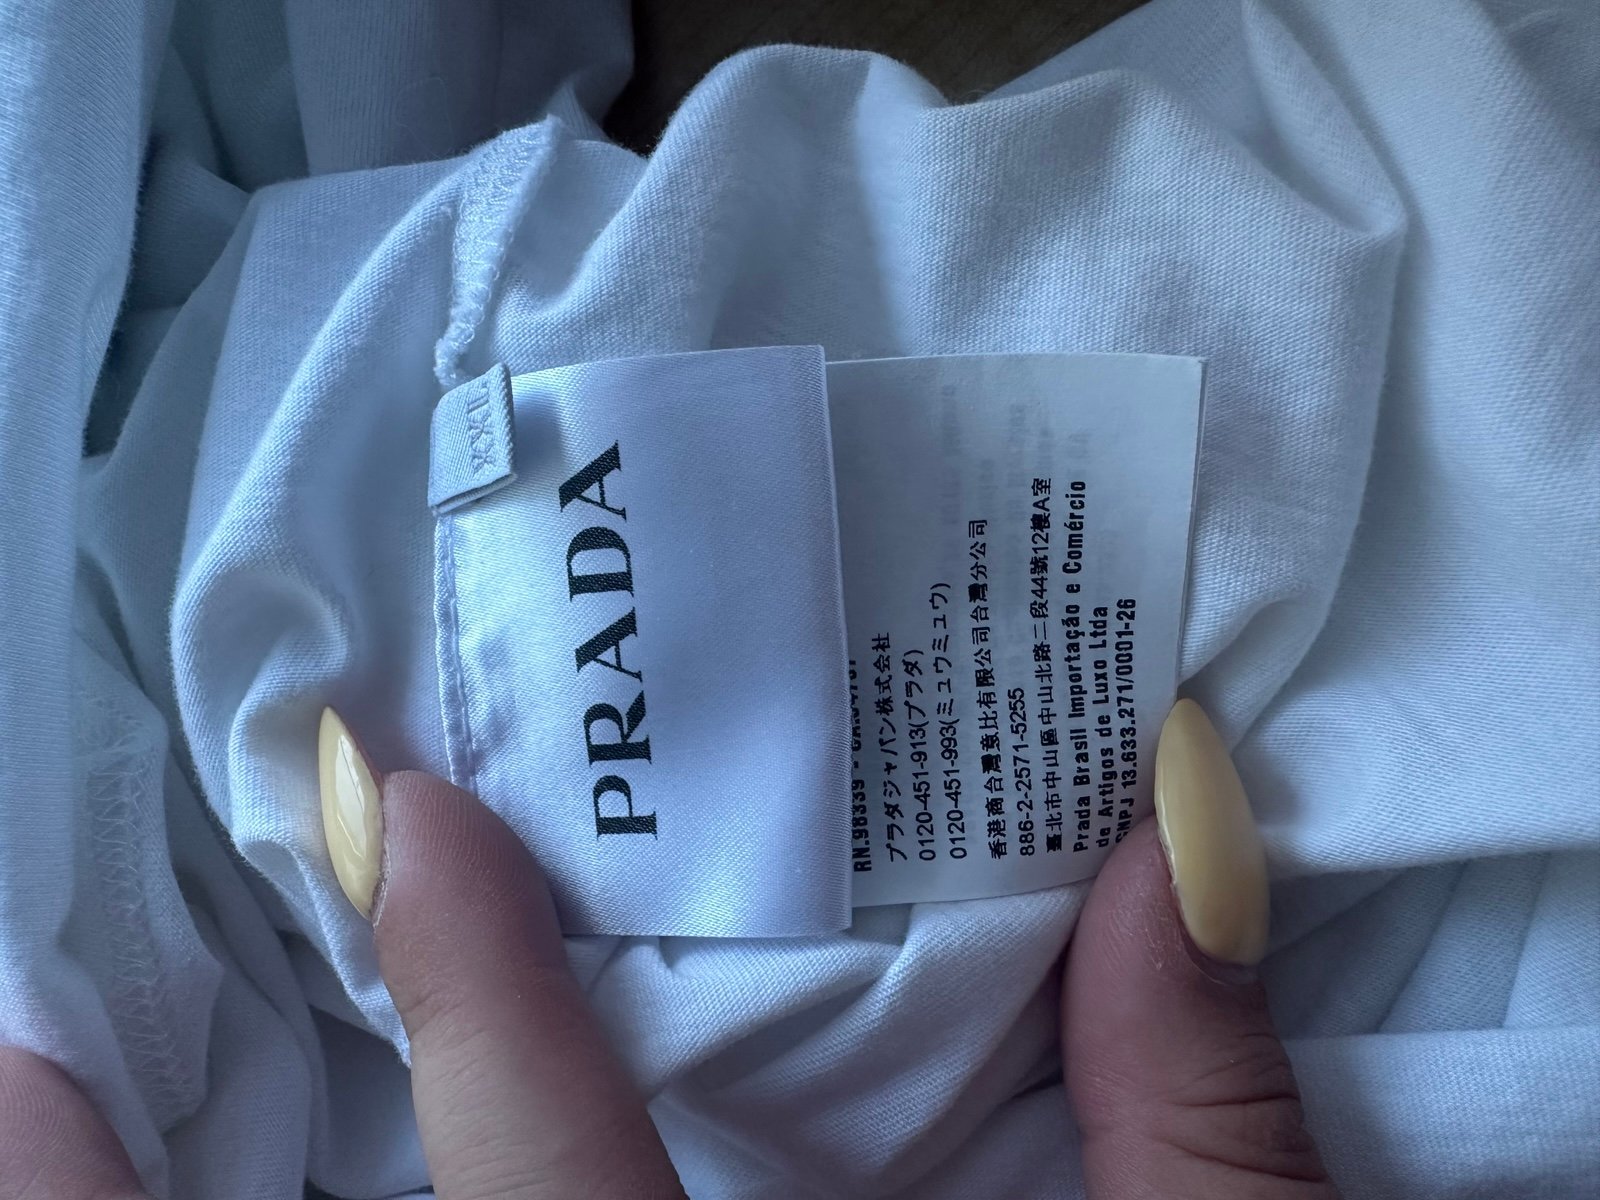 XXXL
PRADA
RN.98339 - CA.
プラダジャパン株式会社
0120-451-913(プラダ)
0120-451-993(ミュウミュウ)
香港商台灣意比有限公司台灣分公司
886-2-2571-5255
臺北市中山區中山北路二段44號12樓A室
Prada Brasil Importação e Comércio
de Artigos de Luxo Ltda
CNPJ 13.633.271/0001-26